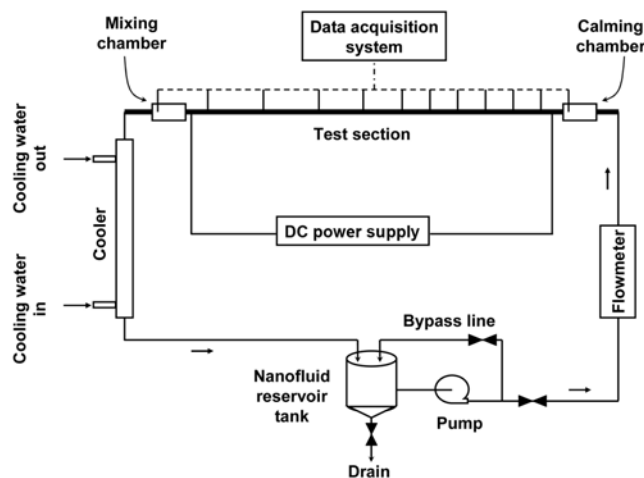 Mixing
chamber
Data acquisition
system
Calming
chamber
Test section
Cooling water
out
Cooler
DC power supply
Flowmeter
Cooling water
in
Bypass line
Nanofluid
reservoir
tank
Pump
Drain